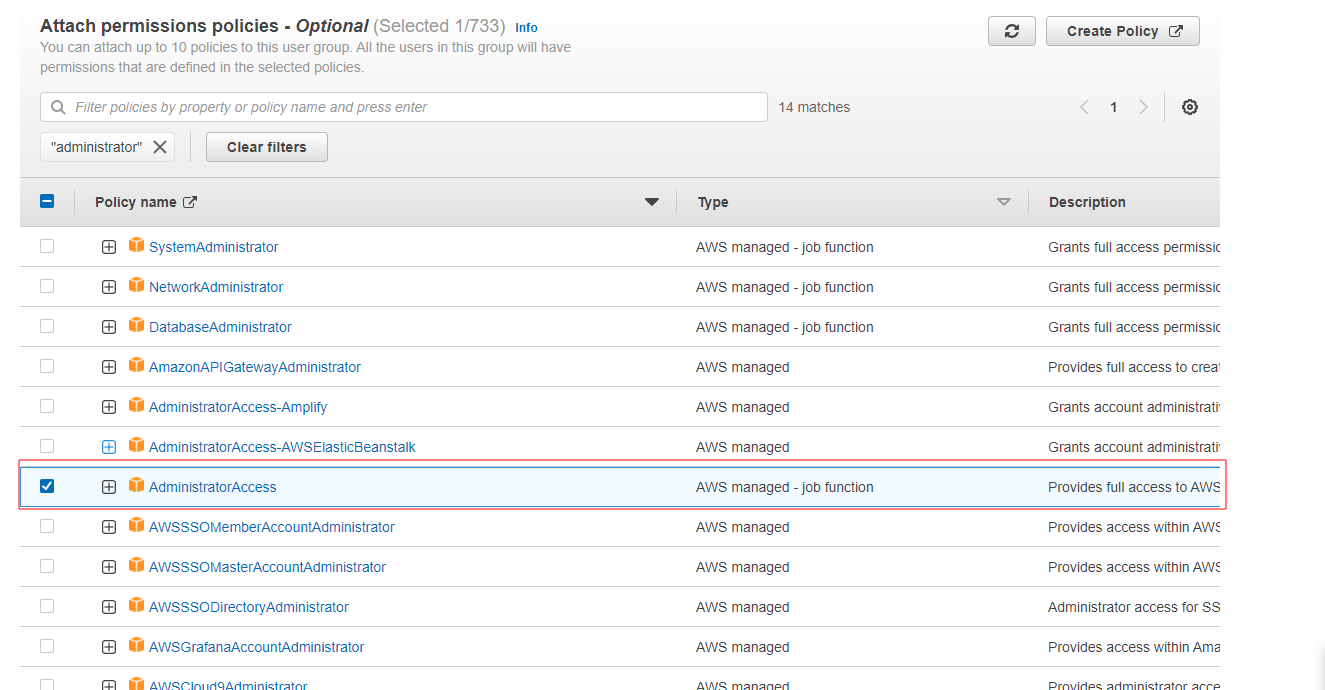 Attach permissions policies - Optional (Selected 1/733) Info
Create Policy
You can attach up to 10 policies to this user group. All the users in this group will have
permissions that are defined in the selected policies.
Filter policies by property or policy name and press enter
14 matches
1
"administrator"
Clear filters
Policy name Type Description
SystemAdministrator AWS managed - job function Grants full access permissic
NetworkAdministrator AWS managed - job function Grants full access permissic
DatabaseAdministrator AWS managed - job function Grants full access permissic
AmazonAPIGatewayAdministrator AWS managed Provides full access to creat
AdministratorAccess-Amplify AWS managed Grants account administrativ
AdministratorAccess-AWSElasticBeanstalk AWS managed Grants account administrativ
AdministratorAccess AWS managed - job function Provides full access to AWS
AWSSSOMemberAccountAdministrator AWS managed Provides access within AWS
AWSSSOMasterAccountAdministrator AWS managed Provides access within AWS
AWSSSODirectoryAdministrator AWS managed Administrator access for SS
AWSGrafanaAccountAdministrator AWS managed Provides access within Ama
AWSCloud9Administrator AWS managed Provides administrator acce